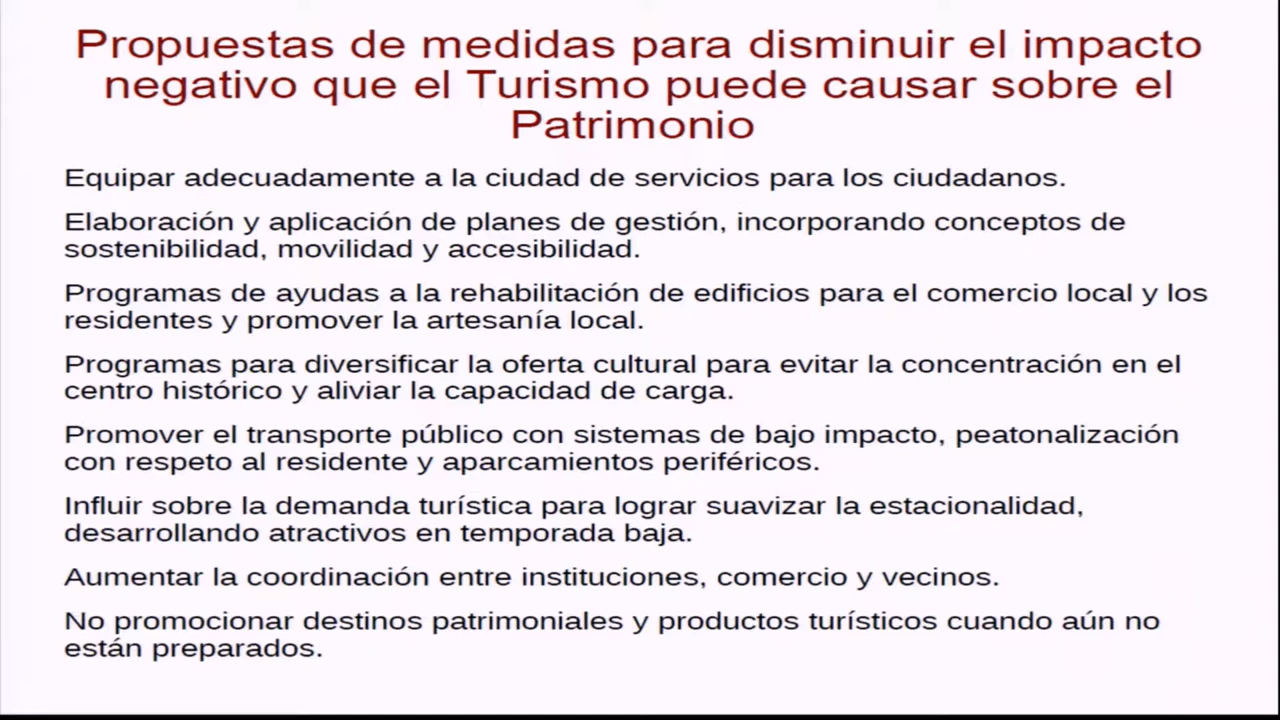 Propuestas de medidas para disminuir el impacto
negativo que el Turismo puede causar sobre el
Patrimonio
Equipar adecuadamente a la ciudad de servicios para los ciudadanos.
Elaboración y aplicación de planes de gestión, incorporando conceptos de
sostenibilidad, movilidad y accesibilidad.
Programas de ayudas a la rehabilitación de edificios para el comercio local y los
residentes y promover la artesanía local.
Programas para diversificar la oferta cultural para evitar la concentración en el
centro histórico y aliviar la capacidad de carga.
Promover el transporte público con sistemas de bajo impacto, peatonalización
con respeto al residente y aparcamientos periféricos.
Influir sobre la demanda turística para lograr suavizar la estacionalidad,
desarrollando atractivos en temporada baja.
Aumentar la coordinación entre instituciones, comercio y vecinos.
No promocionar destinos patrimoniales y productos turísticos cuando aún no
están preparados.